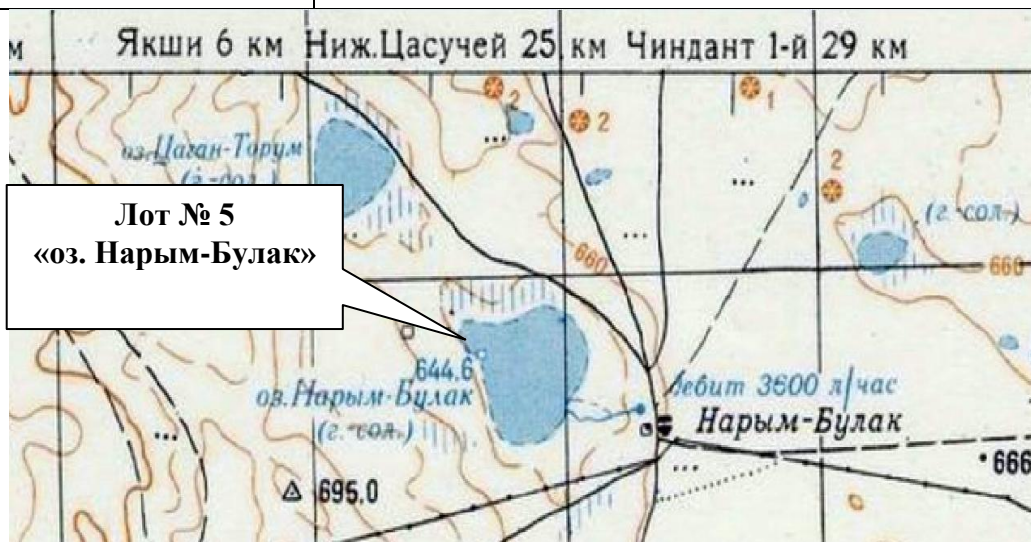 м Якши 6 км Ниж.Цасучей 25 км Чиндант 1-й 29 км
2
2
1
2
оз.Цаган-Торум
(г.-сол.)
(г.-сол.)
Лот № 5
«оз. Нарым-Булак»
660
660
644.6
оз.Нарым-Булак
(г.-сол.)
дебит 3600 л/час
Нарым-Булак
666
695.0